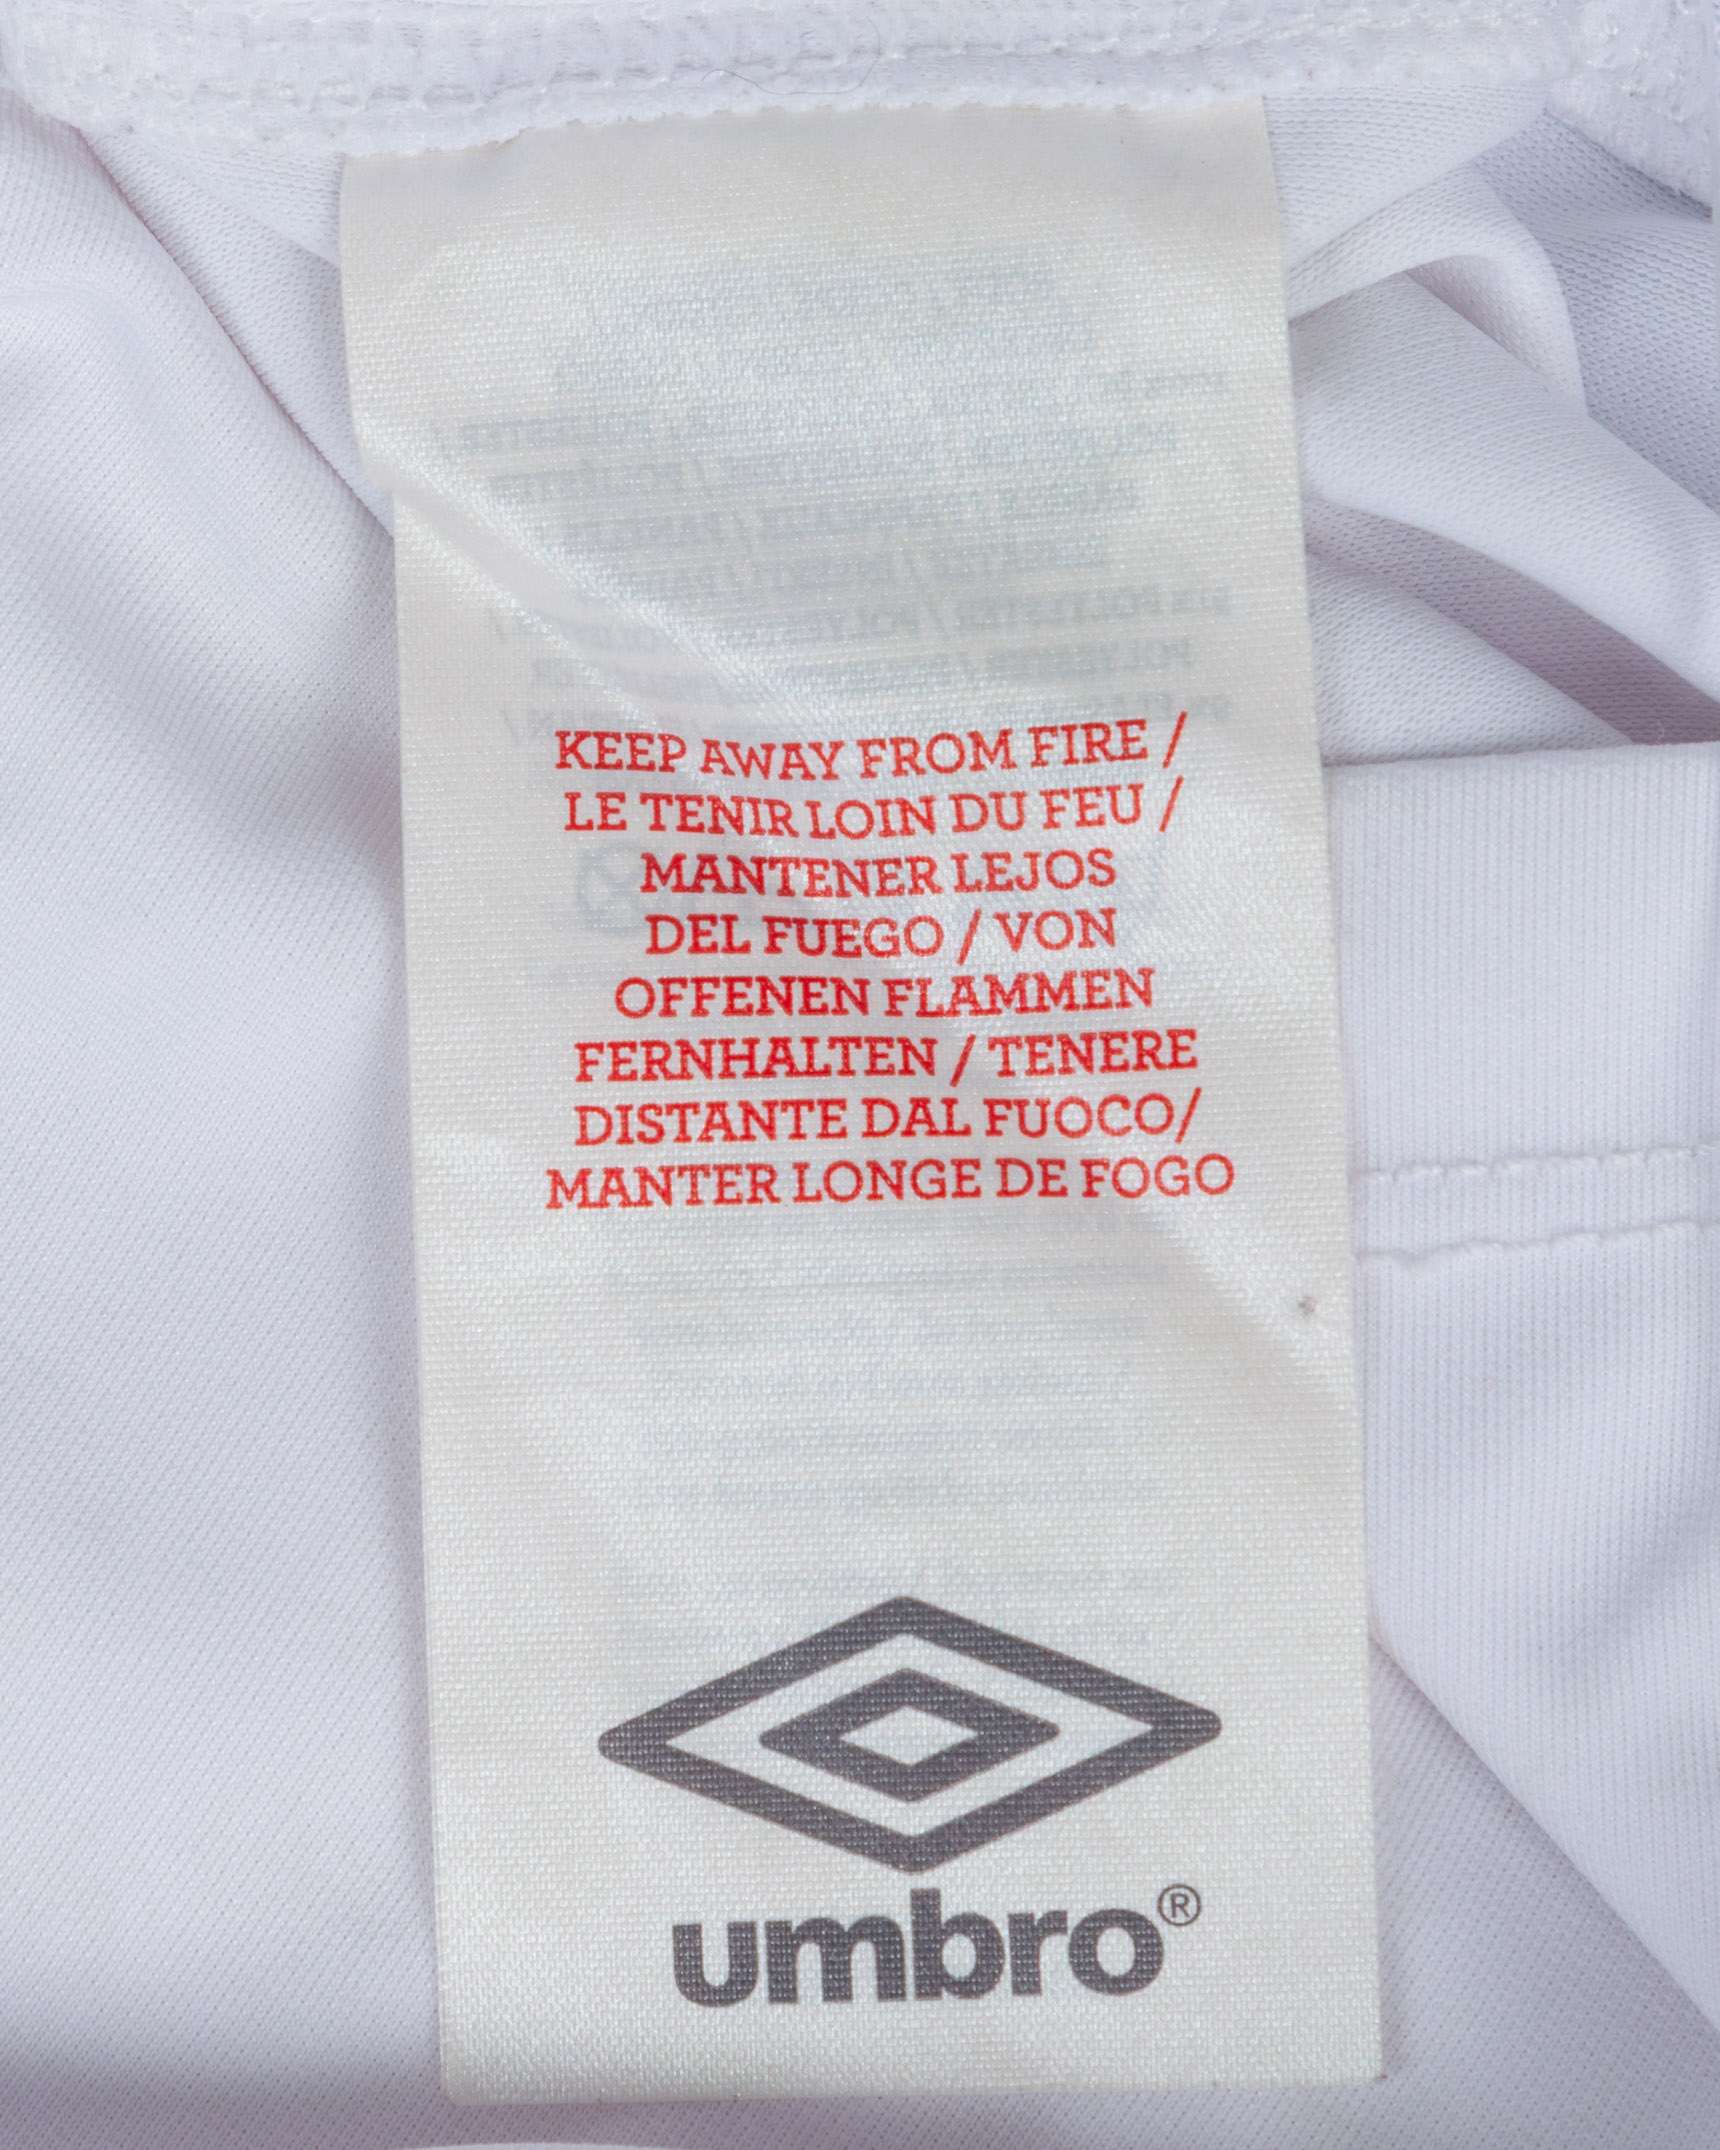 KEEP AWAY FROM FIRE /
LE TENIR LOIN DU FEU /
MANTENER LEJOS
DEL FUEGO / VON
OFFENEN FLAMMEN
FERNHALTEN / TENERE
DISTANTE DAL FUOCO/
MANTER LONGE DE FOGO
umbro®